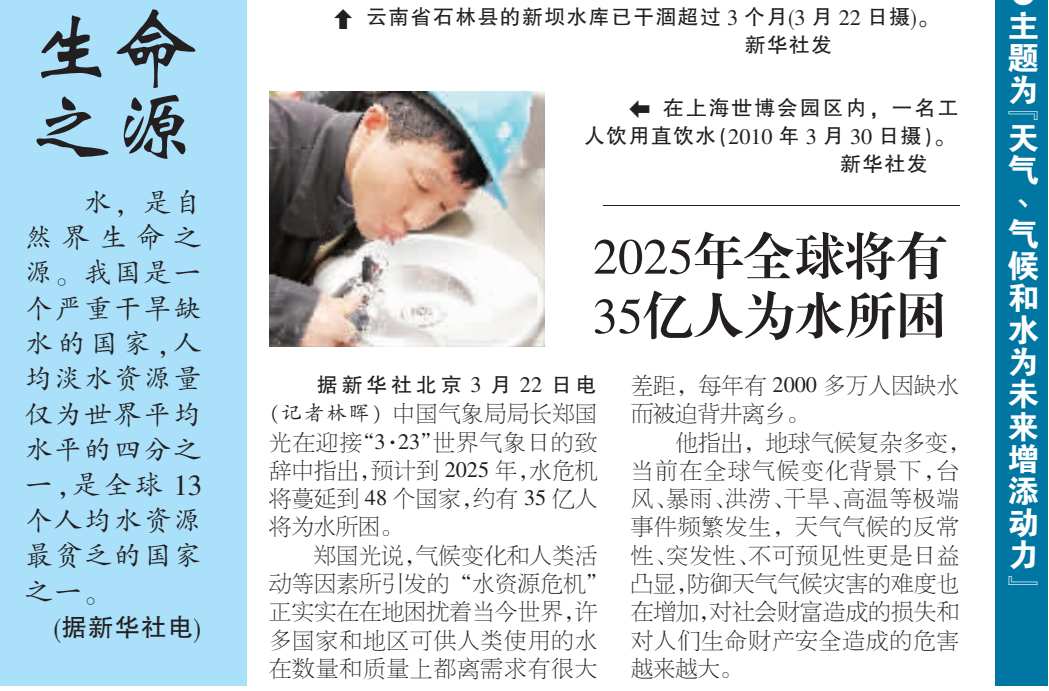 生命
之源
水，是自
然界生命之
源。我国是一
个严重干旱缺
水的国家，人
均淡水资源量
仅为世界平均
水平的四分之
一，是全球 13
个人均水资源
最贫乏的国家
之一。
(据新华社电)
云南省石林县的新坝水库已干涸超过 3 个月(3 月 22 日摄)。
新华社发
在上海世博会园区内，一名工
人饮用直饮水(2010 年 3 月 30 日摄)。
新华社发
2025年全球将有
35亿人为水所困
据新华社北京 3 月 22 日电
(记者林晖) 中国气象局局长郑国
光在迎接“3·23”世界气象日的致
辞中指出，预计到 2025 年，水危机
将蔓延到 48 个国家，约有 35 亿人
将为水所困。
郑国光说，气候变化和人类活
动等因素所引发的“水资源危机”
正实实在在地困扰着当今世界，许
多国家和地区可供人类使用的水
在数量和质量上都离需求有很大
差距，每年有 2000 多万人因缺水
而被迫背井离乡。
他指出，地球气候复杂多变，
当前在全球气候变化背景下，台
风、暴雨、洪涝、干旱、高温等极端
事件频繁发生，天气气候的反常
性、突发性、不可预见性更是日益
凸显，防御天气气候灾害的难度也
在增加，对社会财富造成的损失和
对人们生命财产安全造成的危害
越来越大。
主题为『天气、气候和水为未来增添动力』